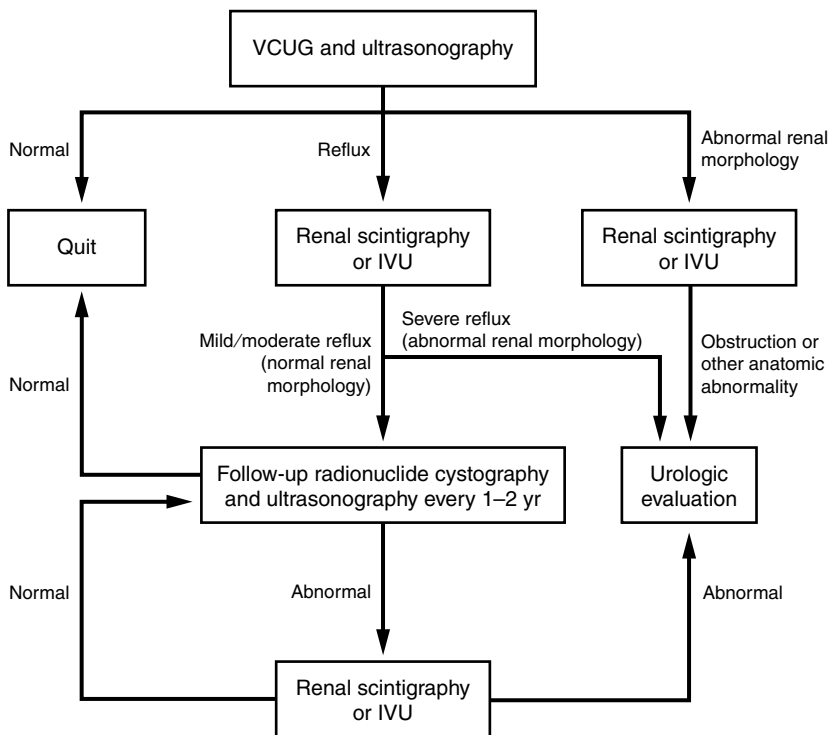 VCUG and ultrasonography
Normal
Reflux
Abnormal renal
morphology
Quit
Renal scintigraphy
or IVU
Renal scintigraphy
or IVU
Mild/moderate reflux
(normal renal
morphology)
Severe reflux
(abnormal renal morphology)
Obstruction or
other anatomic
abnormality
Normal
Follow-up radionuclide cystography
and ultrasonography every 1–2 yr
Urologic
evaluation
Normal
Abnormal
Abnormal
Renal scintigraphy
or IVU